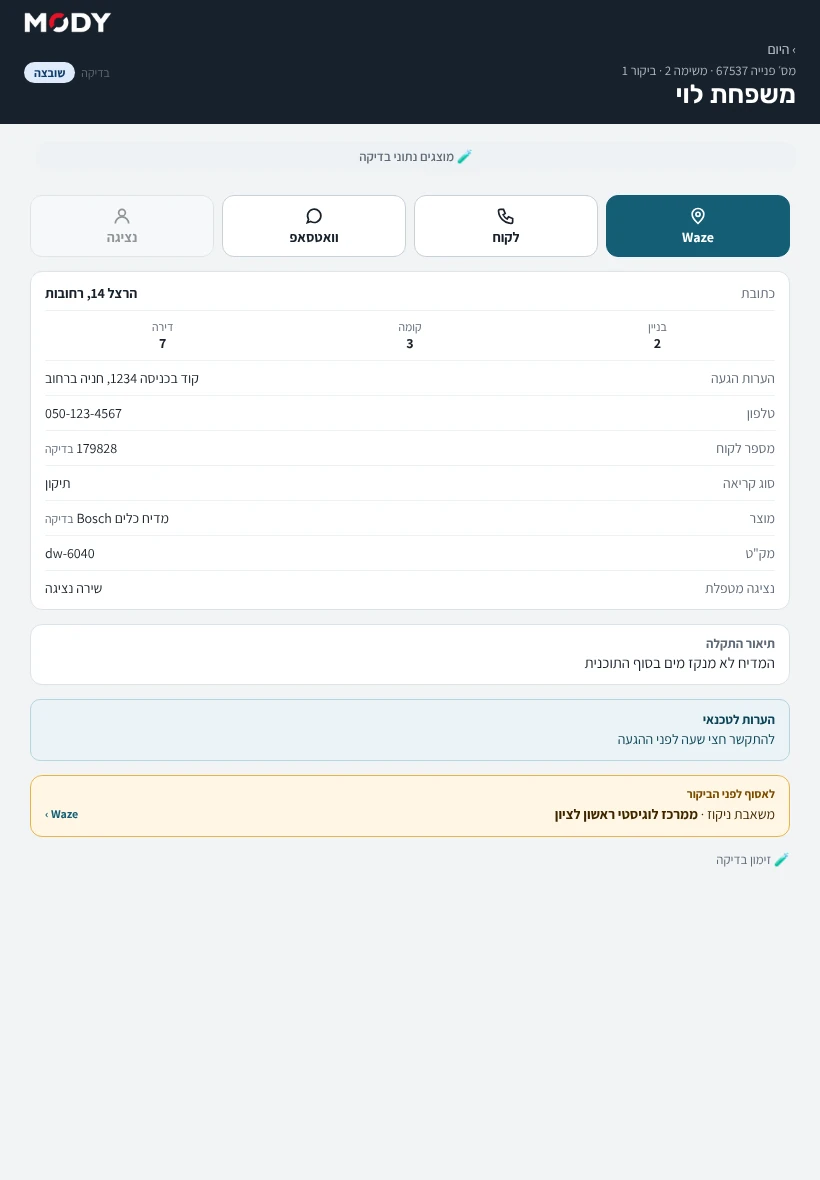 MODY
‹ היום
מס׳ פנייה 67537 · משימה 2 · ביקור 1
בדיקה שובצה
משפחת לוי
🧪 מוצגים נתוני בדיקה
Waze
לקוח
וואטסאפ
נציגה
כתובת הרצל 14, רחובות
בניין קומה דירה
2 3 7
הערות הגעה קוד בכניסה 1234, חניה ברחוב
טלפון 050-123-4567
מספר לקוח 179828 בדיקה
סוג קריאה תיקון
מוצר מדיח כלים Bosch בדיקה
מק"ט dw-6040
נציגה מטפלת שירה נציגה
תיאור התקלה
המדיח לא מנקז מים בסוף התוכנית
הערות לטכנאי
להתקשר חצי שעה לפני ההגעה
לאסוף לפני הביקור
משאבת ניקוז · ממרכז לוגיסטי ראשון לציון Waze ‹
🧪 זימון בדיקה